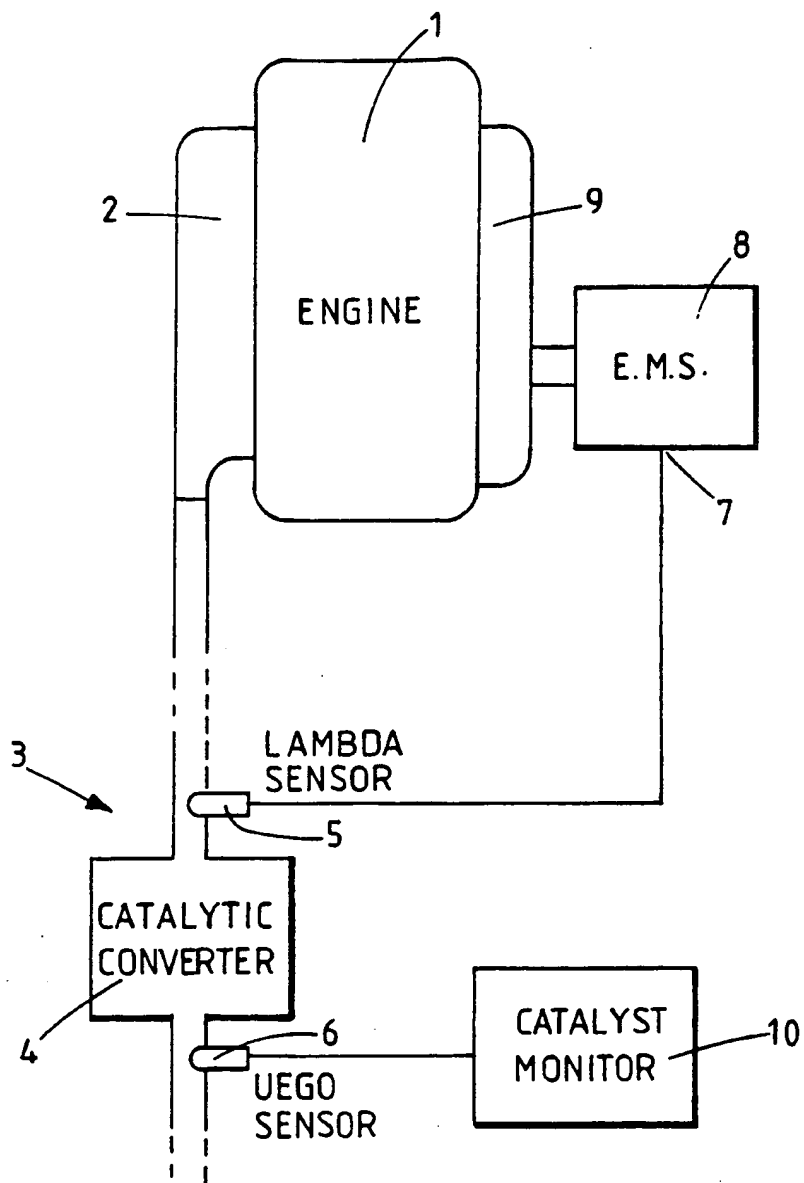 1
2
9
8
ENGINE
E.M.S.
7
3
LAMBDA
SENSOR
5
CATALYTIC
CONVERTER
4
6
UEGO
SENSOR
CATALYST
MONITOR
10